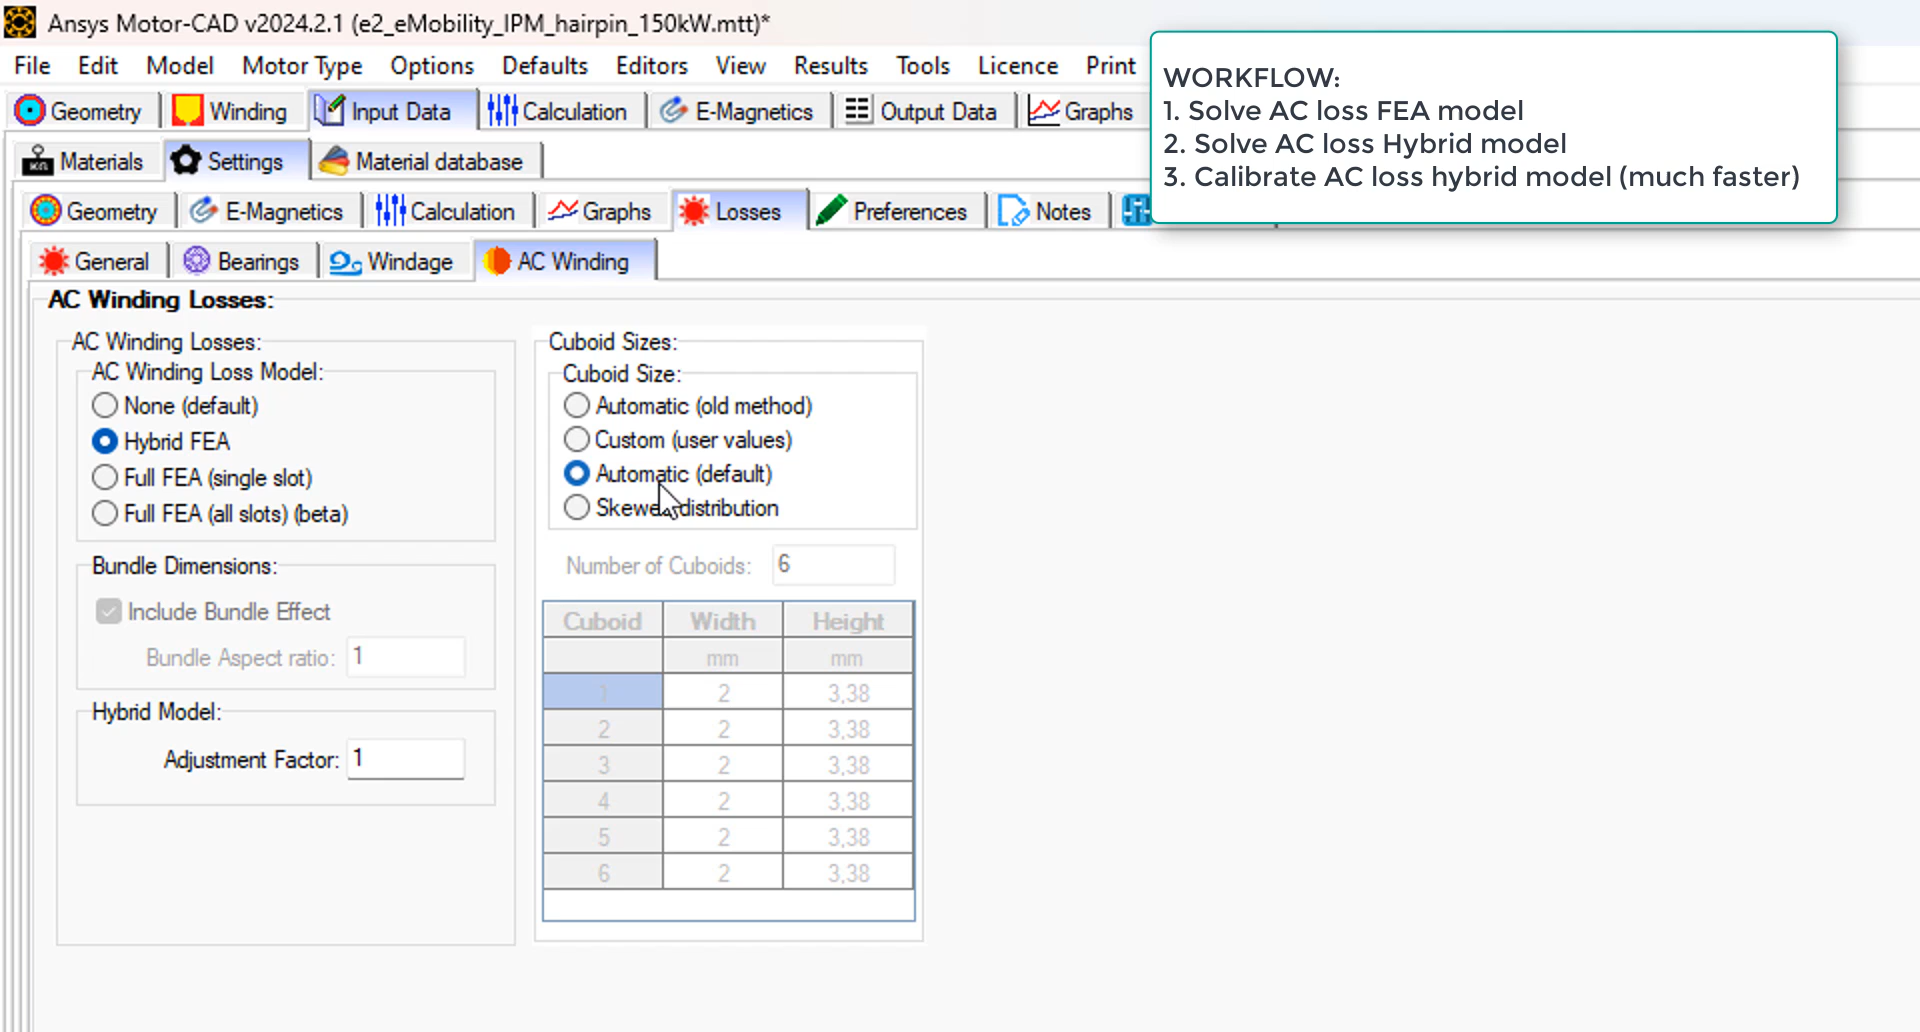 Ansys Motor-CAD v2024.2.1 (e2_eMobility_IPM_hairpin_150kW.mtt)*
File Edit Model Motor Type Options Defaults Editors View Results Tools Licence Print
WORKFLOW:
1. Solve AC loss FEA model
2. Solve AC loss Hybrid model
3. Calibrate AC loss hybrid model (much faster)
Geometry Winding Input Data Calculation E-Magnetics Output Data Graphs
Materials Settings Material database
Geometry E-Magnetics Calculation Graphs Losses Preferences Notes
General Bearings Windage AC Winding
AC Winding Losses:
AC Winding Losses:
AC Winding Loss Model:
None (default)
Hybrid FEA
Full FEA (single slot)
Full FEA (all slots) (beta)
Bundle Dimensions:
Include Bundle Effect
Bundle Aspect ratio: 1
Hybrid Model:
Adjustment Factor: 1
Cuboid Sizes:
Cuboid Size:
Automatic (old method)
Custom (user values)
Automatic (default)
Skewed distribution
Number of Cuboids: 6
Cuboid Width Height
mm mm
1 2 3,38
2 2 3,38
3 2 3,38
4 2 3,38
5 2 3,38
6 2 3,38